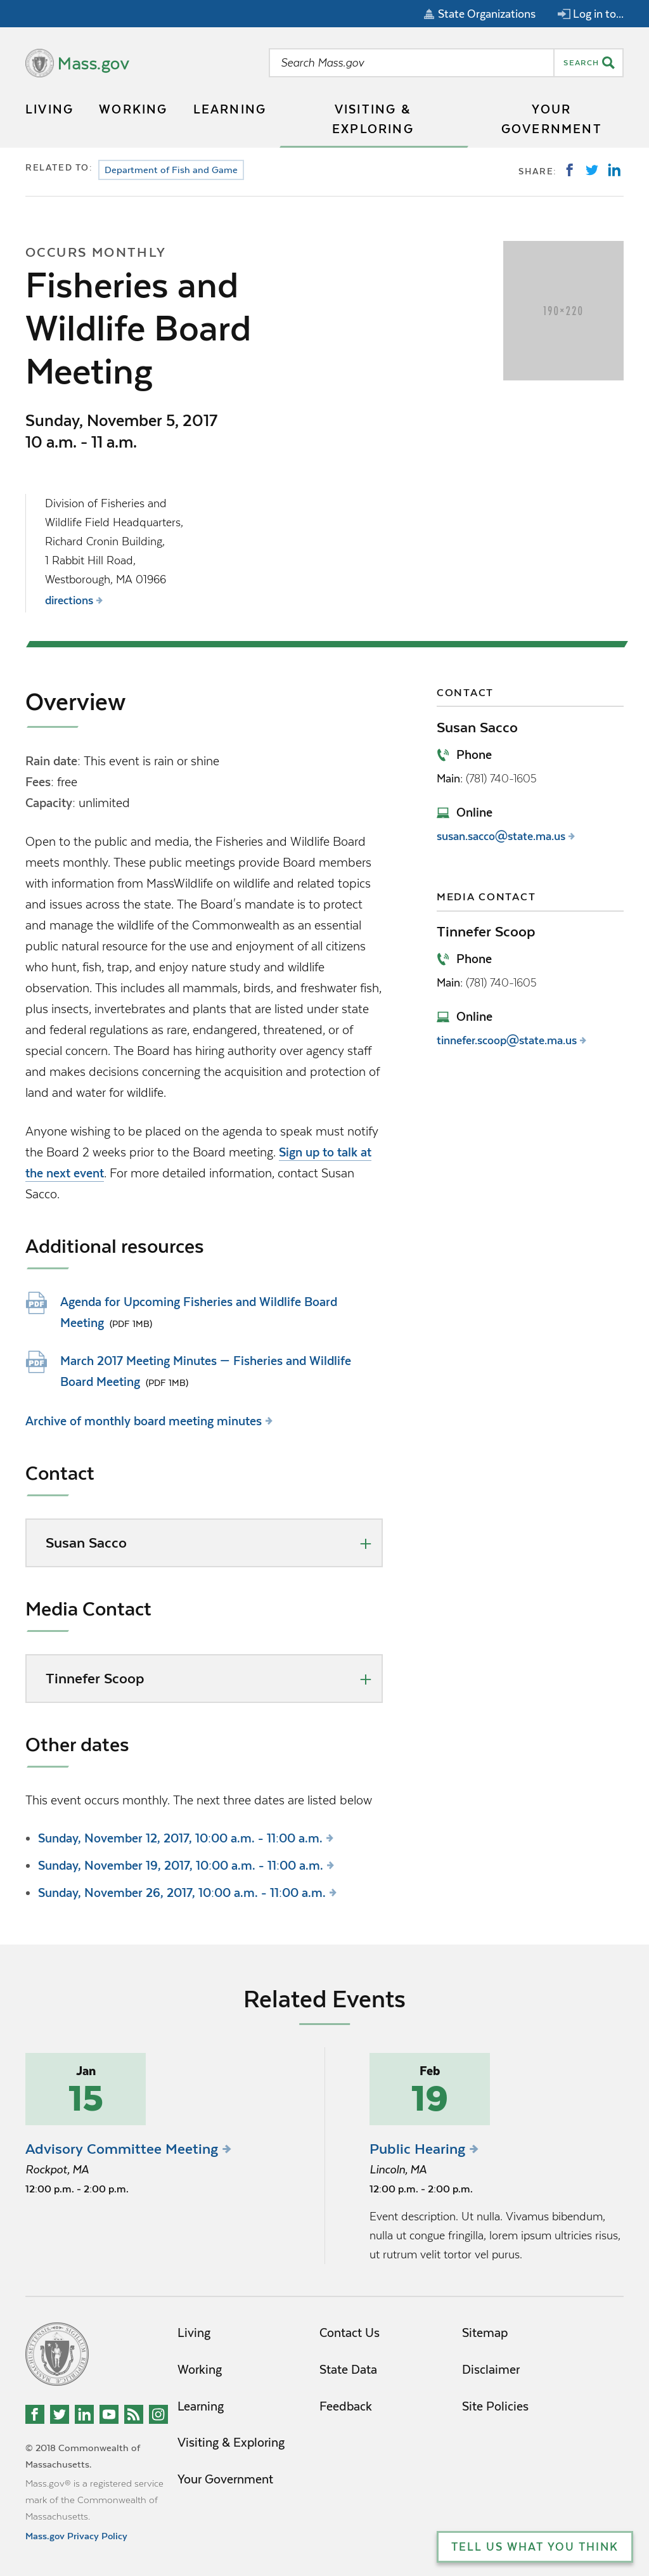 State Organizations
Log in to...
Mass.gov
Search Mass.gov
SEARCH
LIVING
WORKING
LEARNING
VISITING &
EXPLORING
YOUR
GOVERNMENT
RELATED TO:
Department of Fish and Game
SHARE:
OCCURS MONTHLY
Fisheries and
Wildlife Board
Meeting
190×220
Sunday, November 5, 2017
10 a.m. - 11 a.m.
Division of Fisheries and
Wildlife Field Headquarters,
Richard Cronin Building,
1 Rabbit Hill Road,
Westborough, MA 01966
directions
Overview
Rain date: This event is rain or shine
Fees: free
Capacity: unlimited
Open to the public and media, the Fisheries and Wildlife Board
meets monthly. These public meetings provide Board members
with information from MassWildlife on wildlife and related topics
and issues across the state. The Board's mandate is to protect
and manage the wildlife of the Commonwealth as an essential
public natural resource for the use and enjoyment of all citizens
who hunt, fish, trap, and enjoy nature study and wildlife
observation. This includes all mammals, birds, and freshwater fish,
plus insects, invertebrates and plants that are listed under state
and federal regulations as rare, endangered, threatened, or of
special concern. The Board has hiring authority over agency staff
and makes decisions concerning the acquisition and protection of
land and water for wildlife.
Anyone wishing to be placed on the agenda to speak must notify
the Board 2 weeks prior to the Board meeting. Sign up to talk at
the next event. For more detailed information, contact Susan
Sacco.
Additional resources
PDF
Agenda for Upcoming Fisheries and Wildlife Board
Meeting (PDF 1MB)
PDF
March 2017 Meeting Minutes — Fisheries and Wildlife
Board Meeting (PDF 1MB)
Archive of monthly board meeting minutes
Contact
Susan Sacco
Media Contact
Tinnefer Scoop
Other dates
This event occurs monthly. The next three dates are listed below
• Sunday, November 12, 2017, 10:00 a.m. - 11:00 a.m.
• Sunday, November 19, 2017, 10:00 a.m. - 11:00 a.m.
• Sunday, November 26, 2017, 10:00 a.m. - 11:00 a.m.
CONTACT
Susan Sacco
Phone
Main: (781) 740-1605
Online
susan.sacco@state.ma.us
MEDIA CONTACT
Tinnefer Scoop
Phone
Main: (781) 740-1605
Online
tinnefer.scoop@state.ma.us
Related Events
Jan
15
Advisory Committee Meeting
Rockpot, MA
12:00 p.m. - 2:00 p.m.
Feb
19
Public Hearing
Lincoln, MA
12:00 p.m. - 2:00 p.m.
Event description. Ut nulla. Vivamus bibendum,
nulla ut congue fringilla, lorem ipsum ultricies risus,
ut rutrum velit tortor vel purus.
Living
Working
Learning
Visiting & Exploring
Your Government
Contact Us
State Data
Feedback
Sitemap
Disclaimer
Site Policies
© 2018 Commonwealth of
Massachusetts.
Mass.gov® is a registered service
mark of the Commonwealth of
Massachusetts.
Mass.gov Privacy Policy
TELL US WHAT YOU THINK